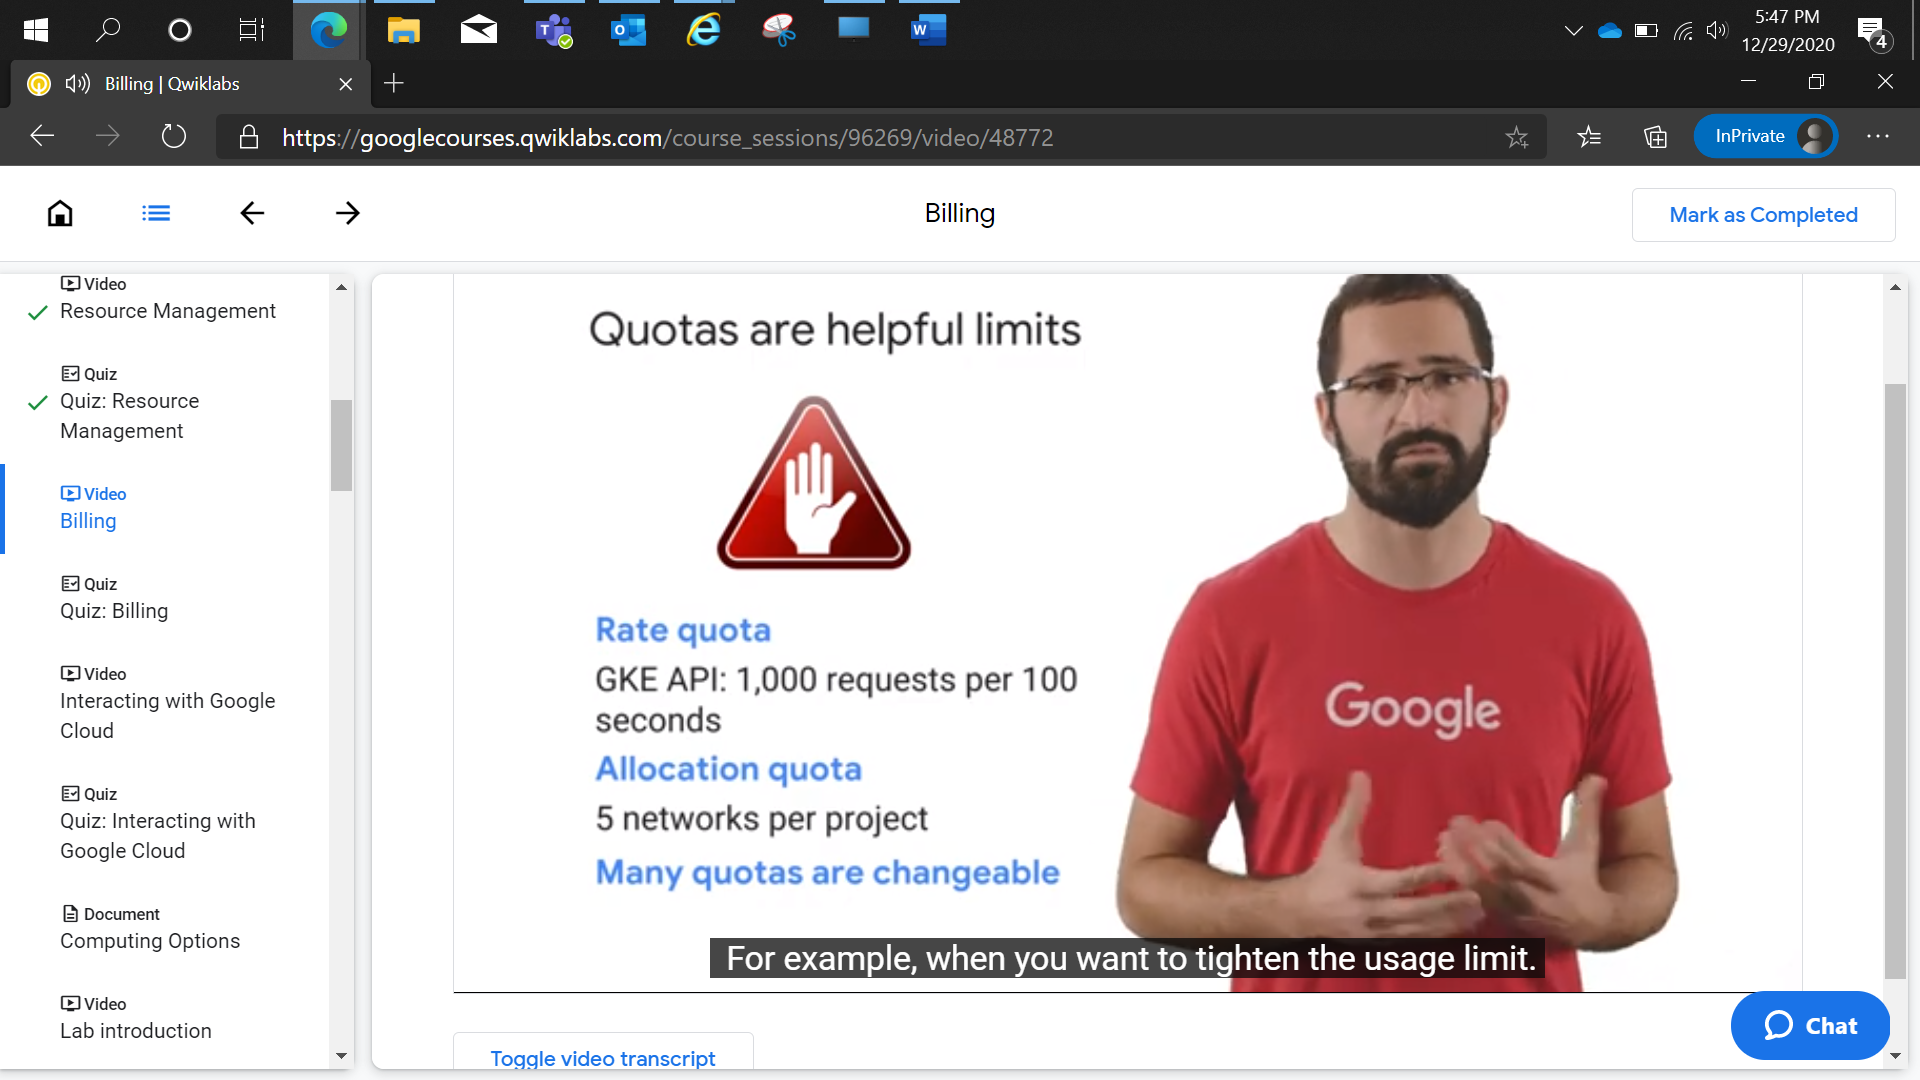 5:47 PM
12/29/2020
4
Billing | Qwiklabs
https://googlecourses.qwiklabs.com/course_sessions/96269/video/48772
InPrivate
Billing
Mark as Completed
Video
Resource Management
Quiz
Quiz: Resource
Management
Video
Billing
Quiz
Quiz: Billing
Video
Interacting with Google
Cloud
Quiz
Quiz: Interacting with
Google Cloud
Document
Computing Options
Video
Lab introduction
Quotas are helpful limits
Rate quota
GKE API: 1,000 requests per 100
seconds
Allocation quota
5 networks per project
Many quotas are changeable
Google
For example, when you want to tighten the usage limit.
Toggle video transcript
Chat